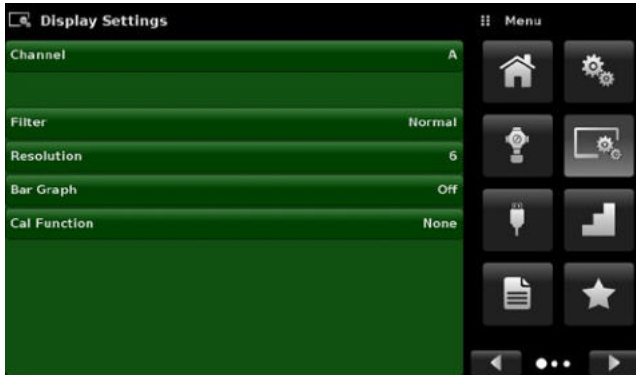 Display Settings
Menu
Channel A
Filter Normal
Resolution 6
Bar Graph Off
Cal Function None